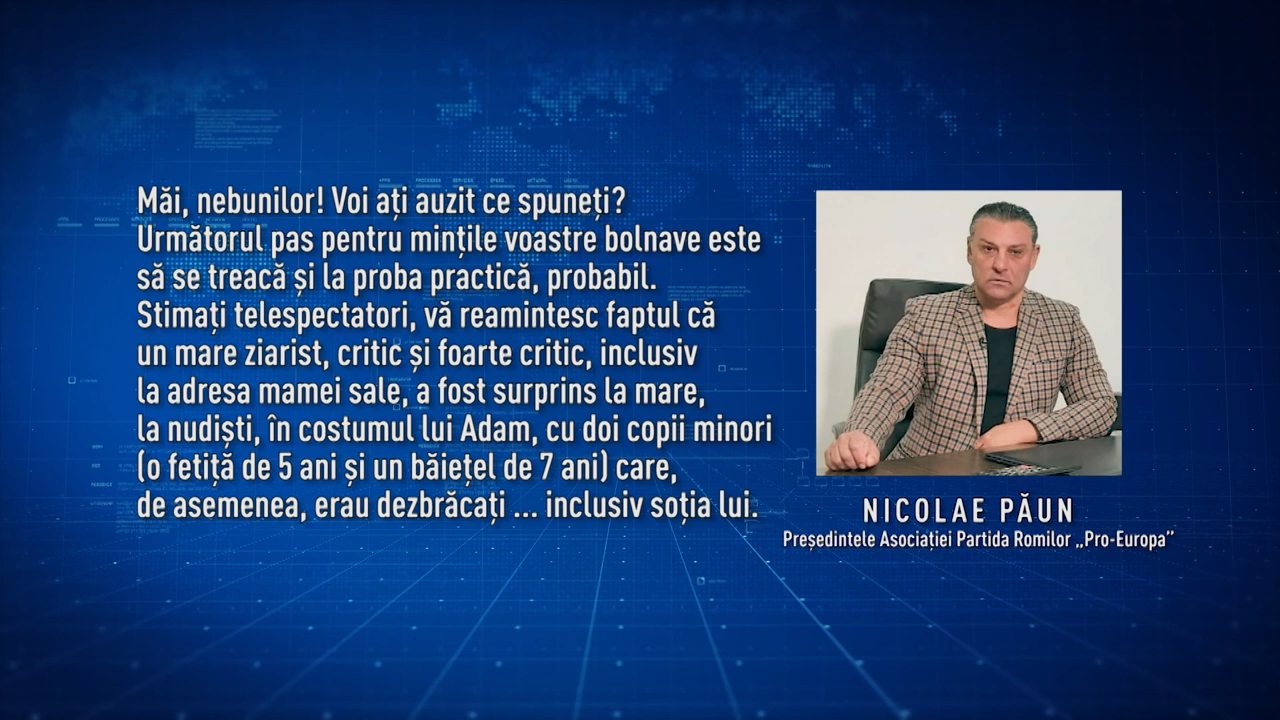 Măi, nebunilor! Voi ați auzit ce spuneți?
Următorul pas pentru mințile voastre bolnave este
să se treacă și la proba practică, probabil.
Stimați telespectatori, vă reamintesc faptul că
un mare ziarist, critic și foarte critic, inclusiv
la adresa mamei sale, a fost surprins la mare,
la nudiști, în costumul lui Adam, cu doi copii minori
(o fetiță de 5 ani și un băiețel de 7 ani) care,
de asemenea, erau dezbrăcați ... inclusiv soția lui.
NICOLAE PĂUN
Președintele Asociației Partida Romilor „Pro-Europa”